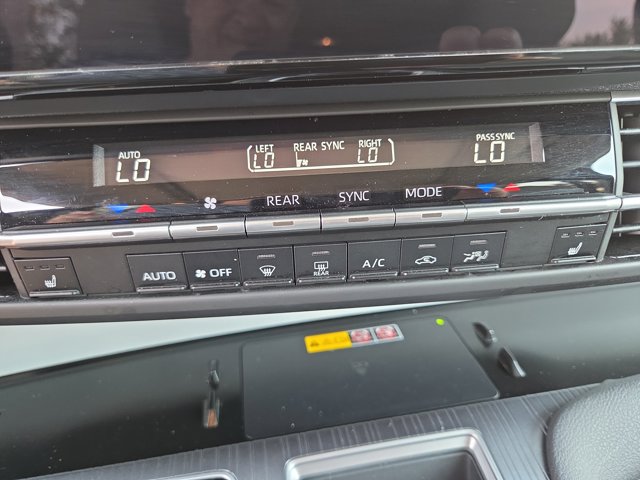 AUTO LEFT REAR SYNC RIGHT PASS SYNC
LO LO LO LO
REAR SYNC MODE
AUTO OFF REAR A/C